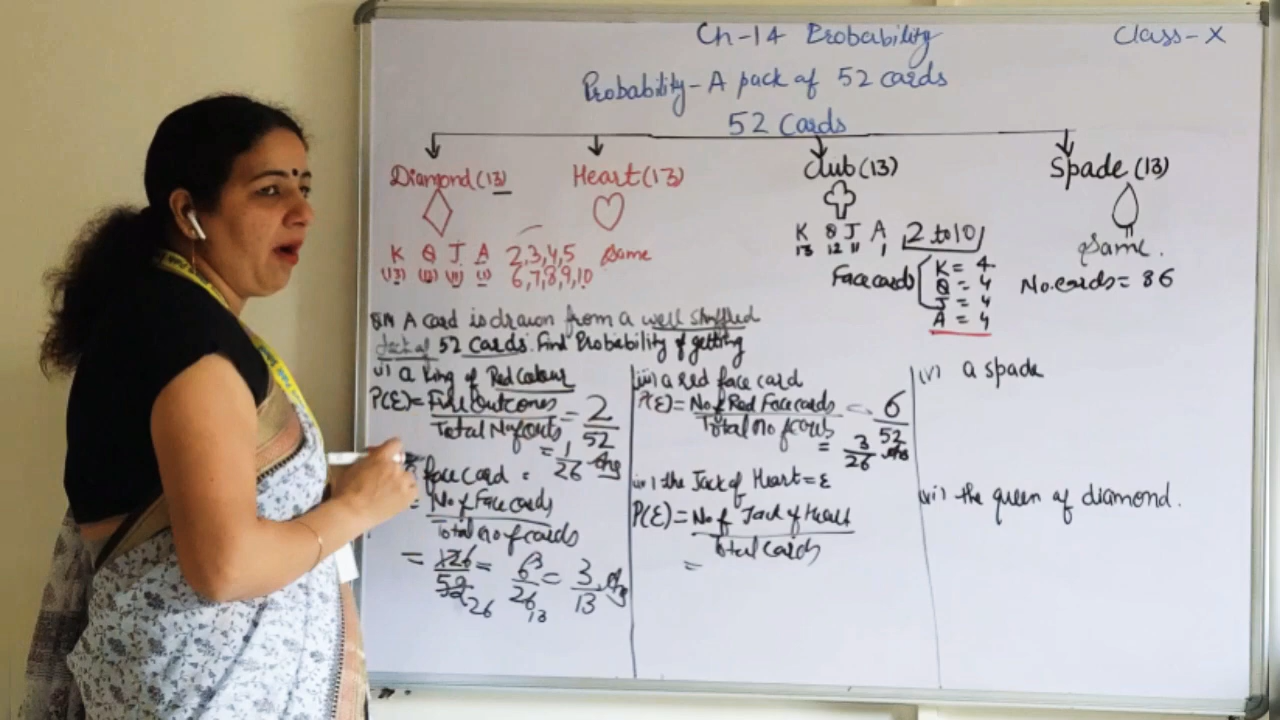 Ch-14 Probability
Class-X
Probability-A pack of 52 cards
52 Cards
Diamond (13)
Heart (13)
Club (13)
Spade (13)
K Q J A 2,3,4,5
(13) (12) (11) (1) 6,7,8,9,10
Same
K Q J A 2 to 10
13 12 11 1
Same.
Face cards
K = 4
Q = 4
J = 4
A = 4
No. cards = 36
A card is drawn from a well shuffled
deck of 52 cards. Find Probability of getting
(i) a king of Red Colour
P(E) = Outcomes = 2
Total No of 52
= 1 Ans
26
face card =
= No of Face cards
Total no of cards
= 12 6 = 6 3 = 3 Ans
52 26 26 13 13
(iii) a red face card
P(E) = No of Red Face cards = 6
Total no of cards 52
= 3 Ans
26
(iv) the Jack of Heart = E
P(E) = No of Jack of Heart
Total cards
=
(v) a spade
(vi) the queen of diamond.